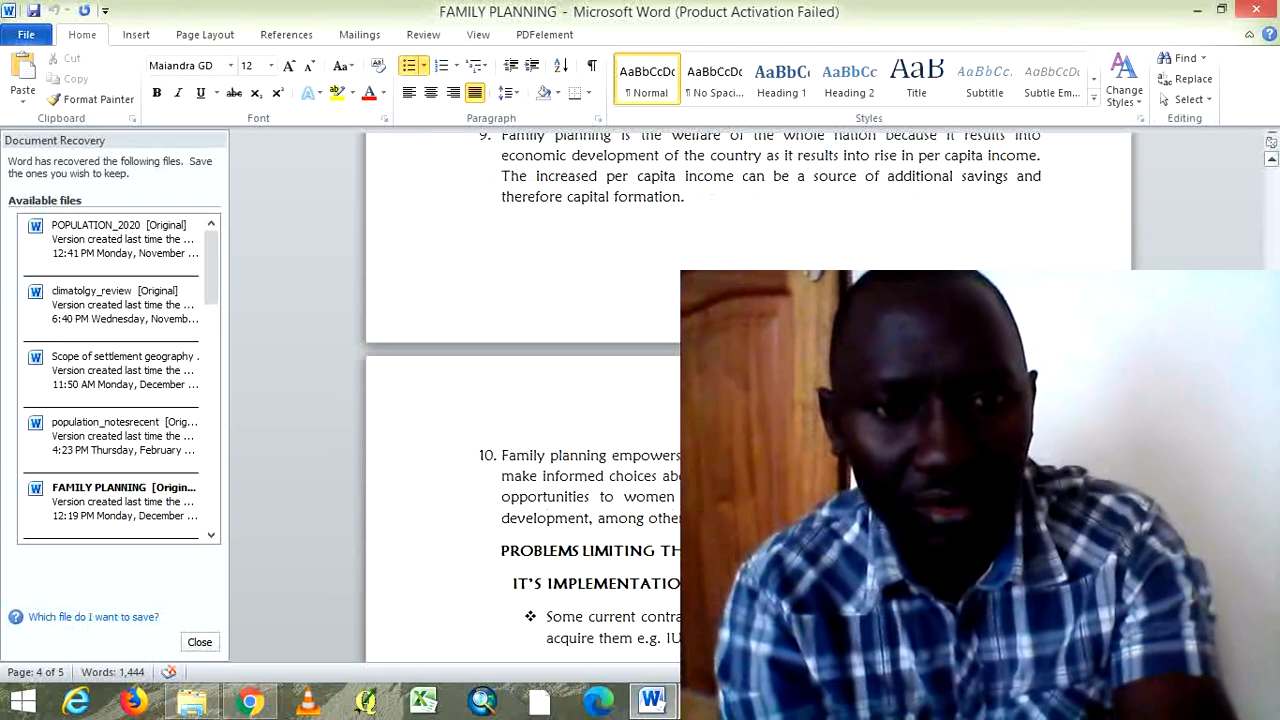 FAMILY PLANNING - Microsoft Word (Product Activation Failed)
File Home Insert Page Layout References Mailings Review View PDFelement
Paste
Cut
Copy
Format Painter
Clipboard
Maiandra GD 12
Font
Paragraph
AaBbCcDc AaBbCcDc AaBbCc AaBbCc AaB AaBbCcDc AaBbCcDc
¶ Normal ¶ No Spaci... Heading 1 Heading 2 Title Subtitle Subtle Em...
Styles
Change
Styles
Find
Replace
Select
Editing
Document Recovery
Word has recovered the following files. Save
the ones you wish to keep.
Available files
POPULATION_2020 [Original]
Version created last time the ...
12:41 PM Monday, November ...
climatolgy_review [Original]
Version created last time the ...
6:40 PM Wednesday, Novemb...
Scope of settlement geography .
Version created last time the ...
11:50 AM Monday, December ...
population_notesrecent [Orig...
Version created last time the ...
4:23 PM Thursday, February ...
FAMILY PLANNING [Origin...
Version created last time the ...
12:19 PM Monday, December ...
Which file do I want to save?
Close
9. Family planning is the welfare of the whole nation because it results into
economic development of the country as it results into rise in per capita income.
The increased per capita income can be a source of additional savings and
therefore capital formation.
10. Family planning empowers
make informed choices abo
opportunities to women
development, among othe
PROBLEMS LIMITING TH
IT'S IMPLEMENTATIO
❖ Some current contra
acquire them e.g.
Page: 4 of 5 Words: 1,444